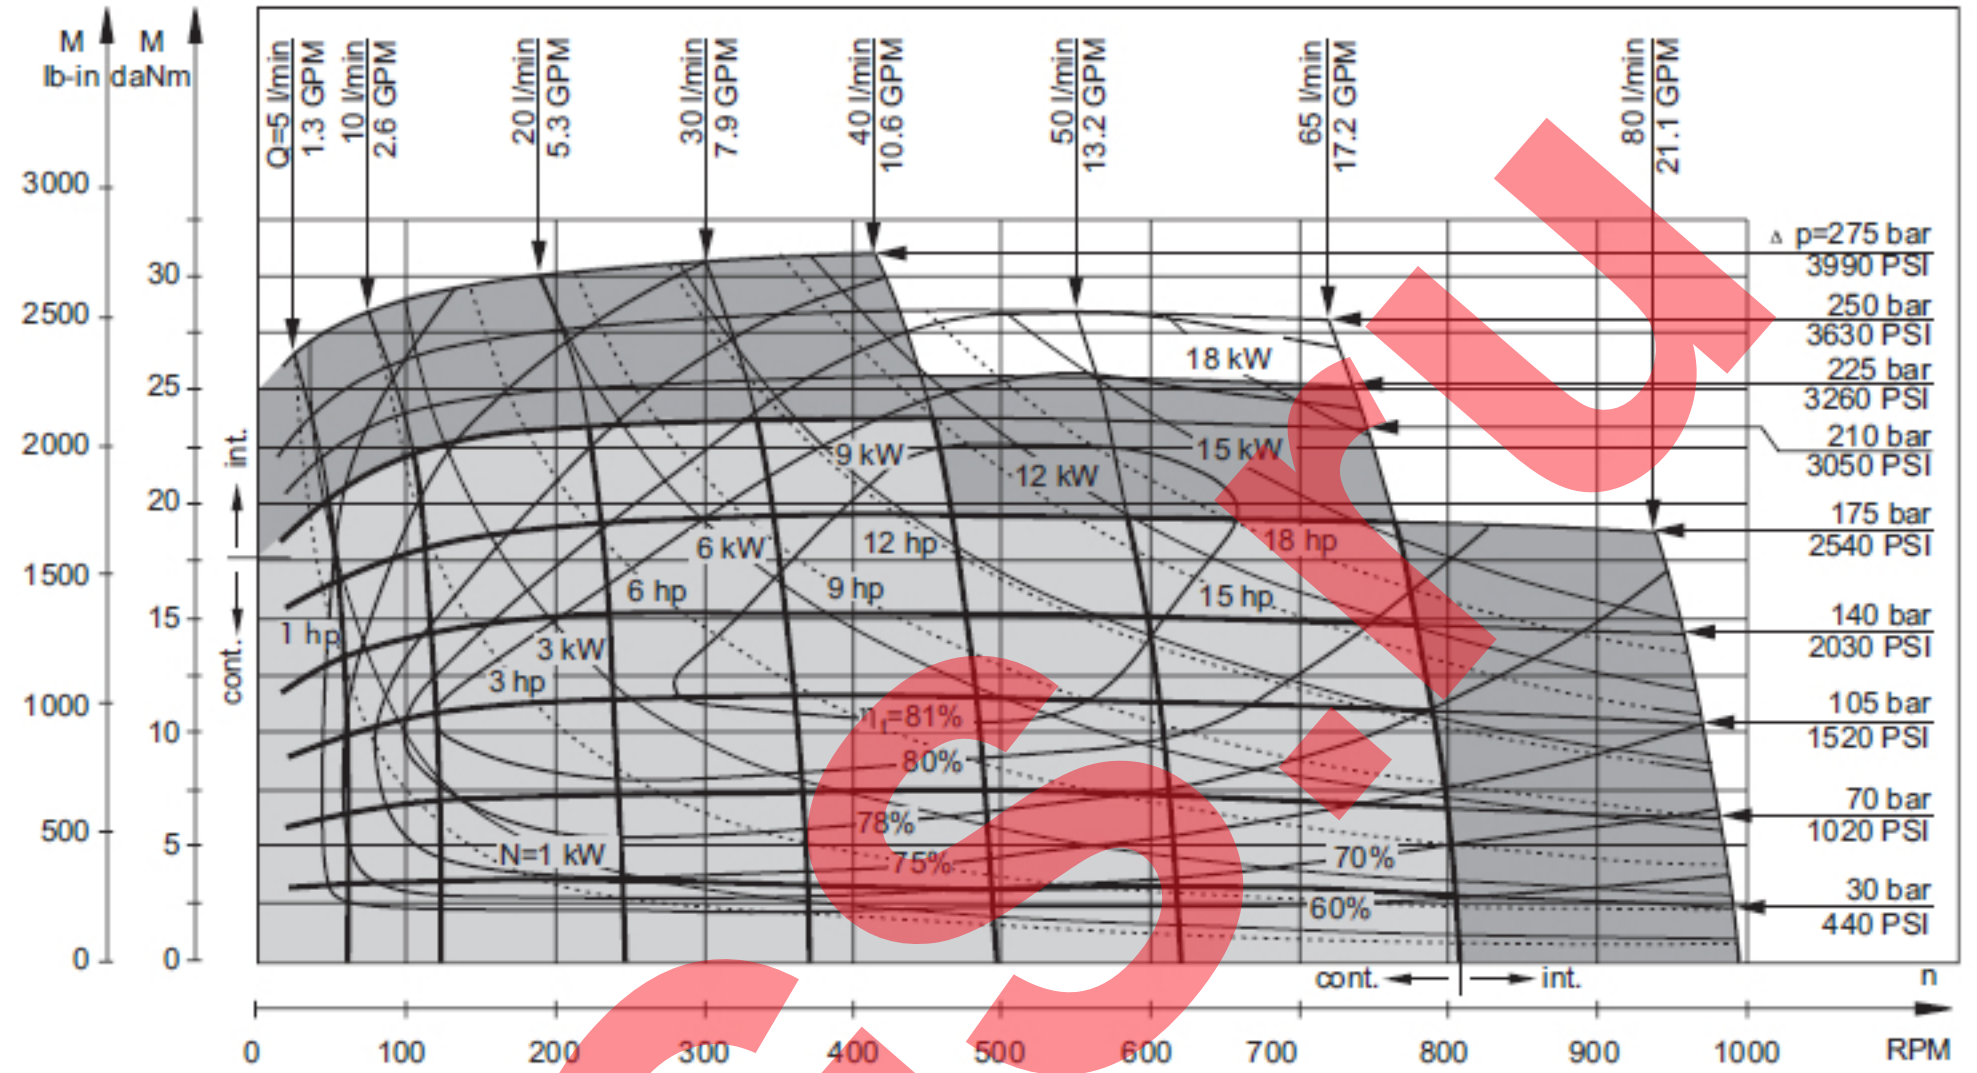 M
lb-in
M
daNm
Q=5 l/min
1.3 GPM
10 l/min
2.6 GPM
20 l/min
5.3 GPM
30 l/min
7.9 GPM
40 l/min
10.6 GPM
50 l/min
13.2 GPM
65 l/min
17.2 GPM
80 l/min
21.1 GPM
3000
2500
2000
1500
1000
500
0
30
25
20
15
10
5
0
int.
cont.
Δ p=275 bar
3990 PSI
250 bar
3630 PSI
225 bar
3260 PSI
210 bar
3050 PSI
175 bar
2540 PSI
140 bar
2030 PSI
105 bar
1520 PSI
70 bar
1020 PSI
30 bar
440 PSI
18 kW
15 kW
12 kW
9 kW
6 kW
3 kW
N=1 kW
18 hp
15 hp
12 hp
9 hp
6 hp
3 hp
1 hp
ηt=81%
80%
78%
75%
70%
60%
cont.
int.
n
0 100 200 300 400 500 600 700 800 900 1000 RPM
s.ru